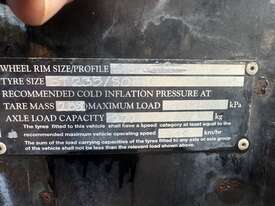 WHEEL RIM SIZE/PROFILE
TYRE SIZE
RECOMMENDED COLD INFLATION PRESSURE AT
TARE MASS MAXIMUM LOAD kPa
AXLE LOAD CAPACITY kg
The tyres fitted to this vehicle shall have a speed category at least equal to the
recommended maximum vehicle operating speed km/hr
The sum of the load carrying capacities of the tyres fitted to any axle or axle group
of the vehicle shall not be less than the relevant load shown above.